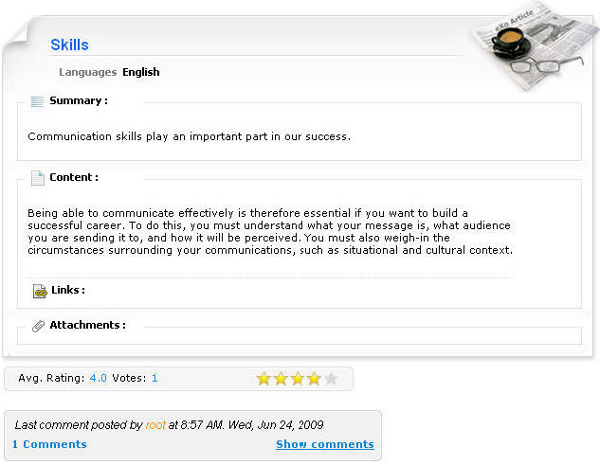 eXo Article
Skills
Languages English
Summary :
Communication skills play an important part in our success.
Content :
Being able to communicate effectively is therefore essential if you want to build a
successful career. To do this, you must understand what your message is, what audience
you are sending it to, and how it will be perceived. You must also weigh-in the
circumstances surrounding your communications, such as situational and cultural context.
Links :
Attachments :
Avg. Rating: 4.0 Votes: 1
Last comment posted by root at 8:57 AM. Wed, Jun 24, 2009
1 Comments Show comments